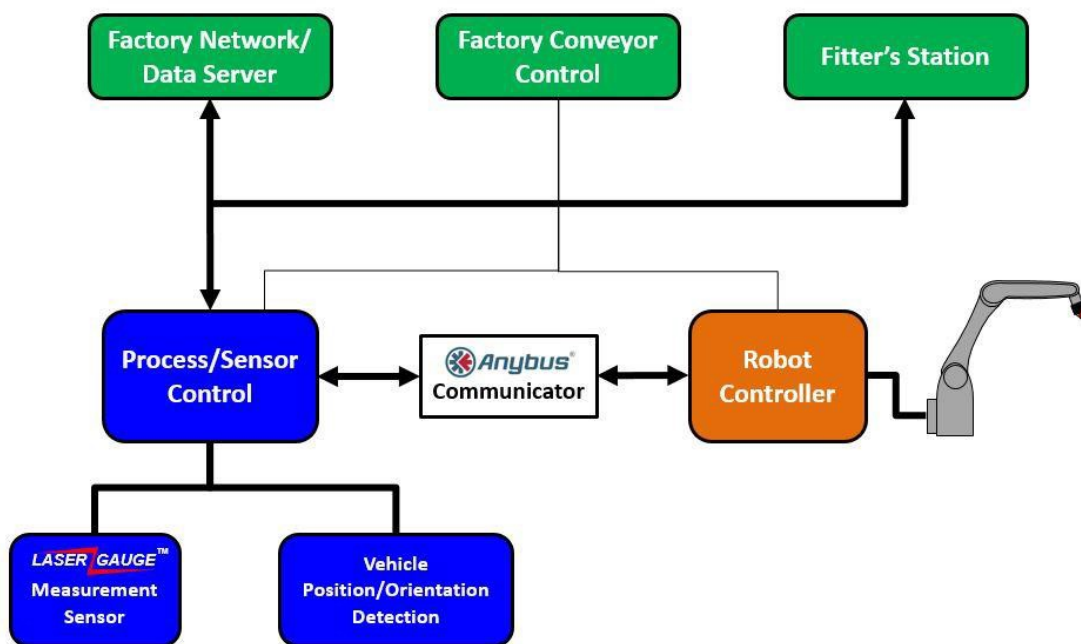 Factory Network/
Data Server
Factory Conveyor
Control
Fitter's Station
Process/Sensor
Control
Anybus®
Communicator
Robot
Controller
LASER GAUGE™
Measurement
Sensor
Vehicle
Position/Orientation
Detection